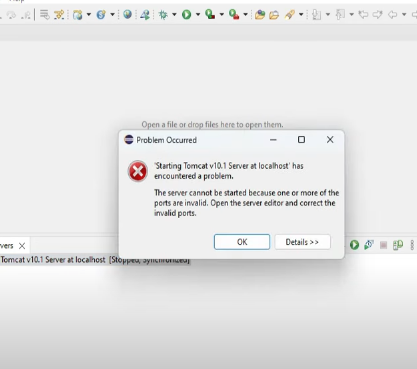 Help
Open a file or drop files here to open them.
Problem Occurred
'Starting Tomcat v10.1 Server at localhost' has
encountered a problem.
The server cannot be started because one or more of the
ports are invalid. Open the server editor and correct the
invalid ports.
OK
Details >>
vers
Tomcat v10.1 Server at localhost [Stopped, Synchronized]